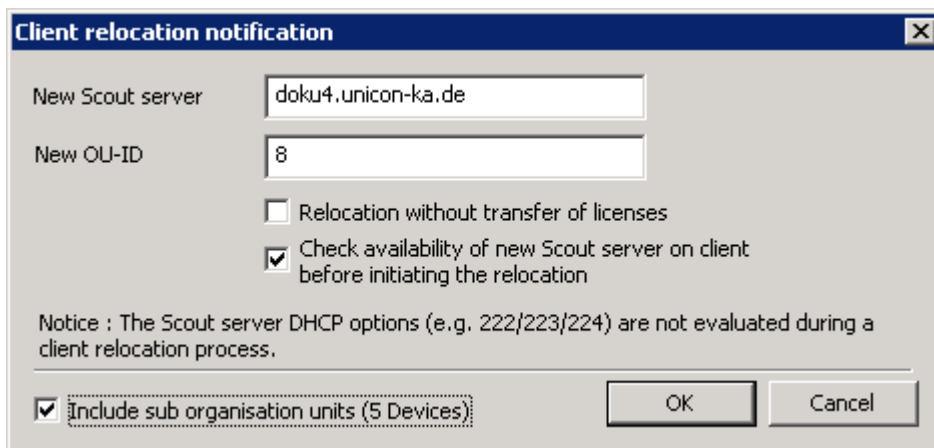 Client relocation notification
New Scout server
doku4.unicon-ka.de
New OU-ID
8
Relocation without transfer of licenses
Check availability of new Scout server on client
before initiating the relocation
Notice : The Scout server DHCP options (e.g. 222/223/224) are not evaluated during a
client relocation process.
Include sub organisation units (5 Devices)
OK
Cancel